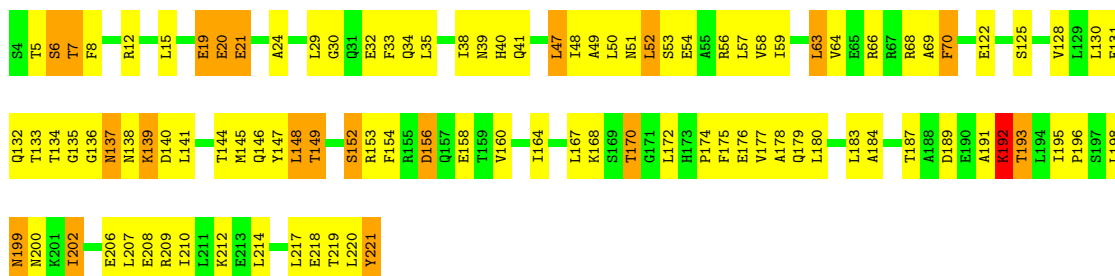 S4 T5 S6 T7 F8 R12 L15 E19 E20 E21 A24 L29 G30 Q31 E32 F33 Q34 L35 I38 N39 H40 Q41 L47 I48 A49 L50 N51 L52 S53 E54 A55 R56 L57 V58 I59 L63 V64 E65 R66 R67 R68 A69 F70 E122 S125 V128 L129 L130
Q132 T133 T134 G135 G136 N137 N138 K139 D140 L141 T144 M145 Q146 Y147 L148 T149 S152 R153 F154 R155 D156 Q157 E158 T159 V160 I164 L167 K168 S169 T170 G171 L172 H173 P174 F175 E176 V177 A178 Q179 L180 L183 A184 T187 A188 D189 E190 A191 K192 T193 L194 I195 P196 S197
N199 N200 K201 I202 E206 L207 E208 R209 I210 L211 K212 E213 L214 L217 E218 T219 L220 Y221